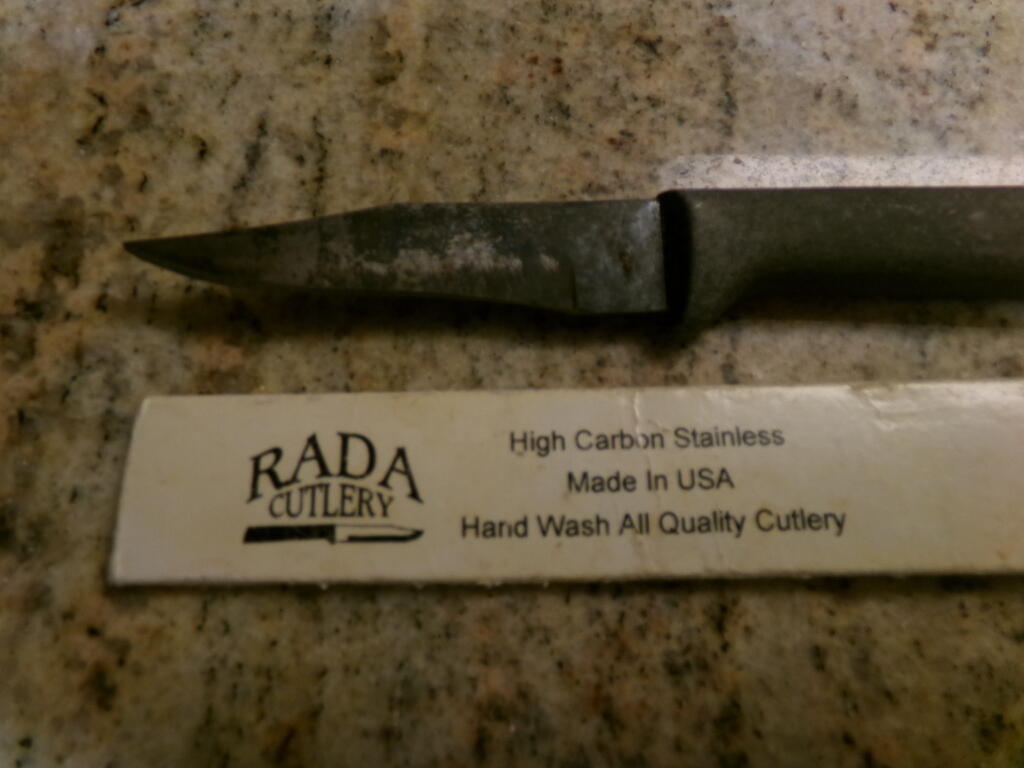 RADA
CUTLERY
High Carbon Stainless
Made In USA
Hand Wash All Quality Cutlery